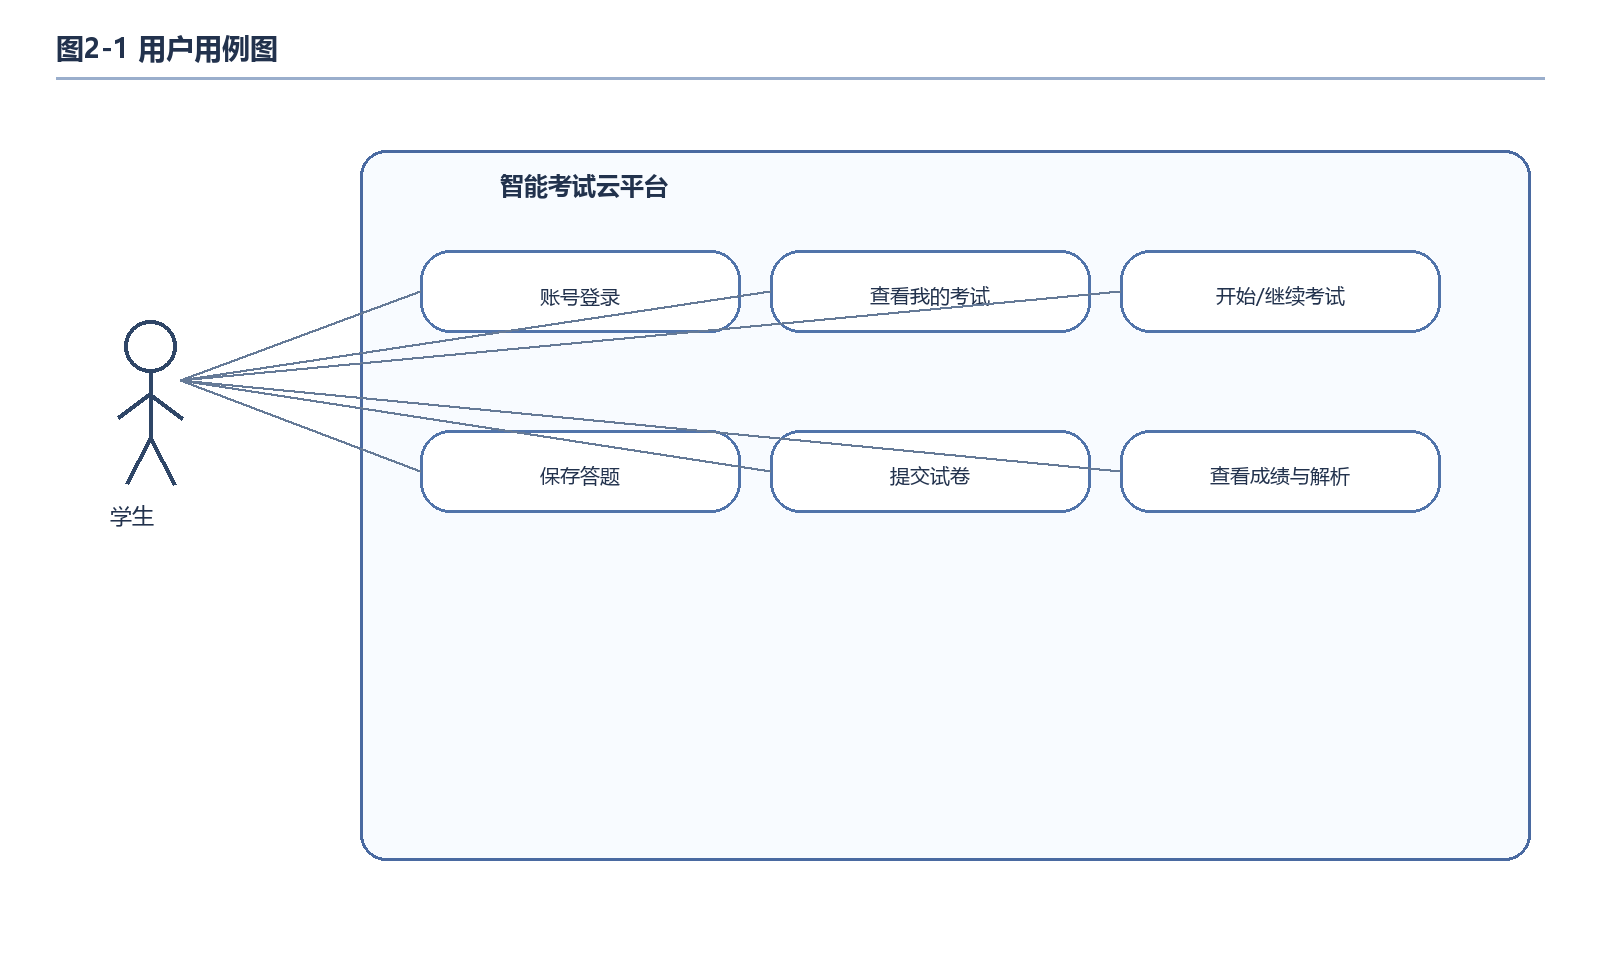 图2-1 用户用例图
智能考试云平台
账号登录
查看我的考试
开始/继续考试
保存答题
提交试卷
查看成绩与解析
学生